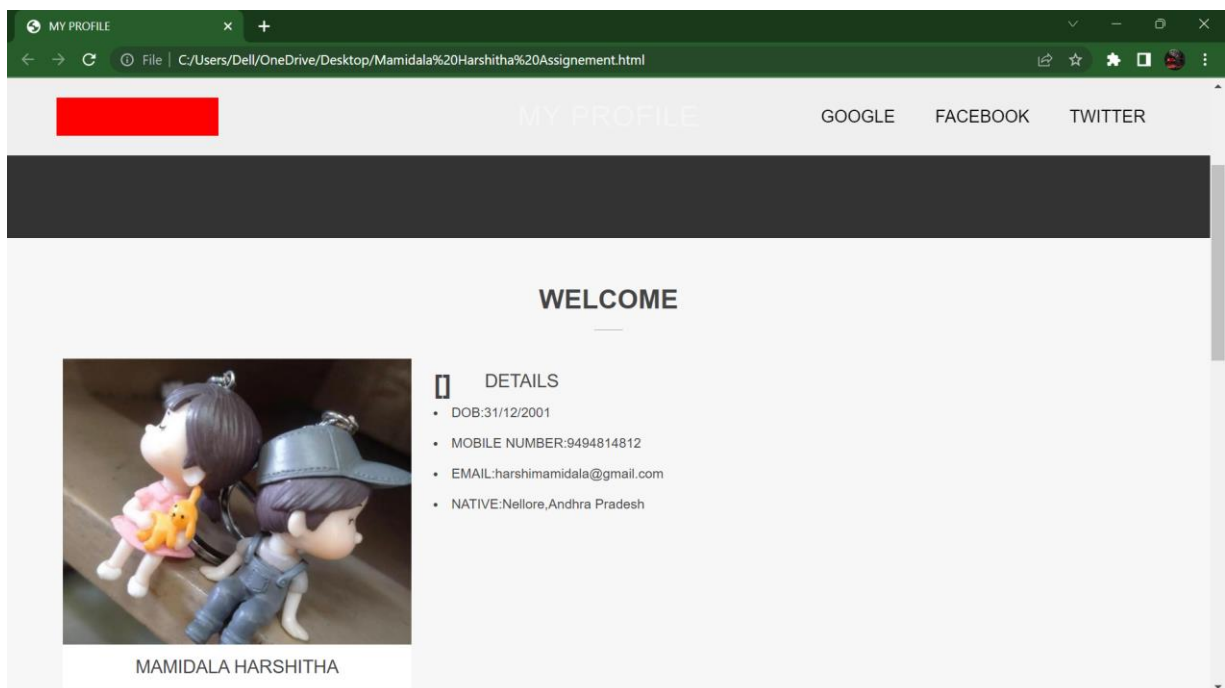 MY PROFILE
File | C:/Users/Dell/OneDrive/Desktop/Mamidala%20Harshitha%20Assignement.html
MY PROFILE GOOGLE FACEBOOK TWITTER
WELCOME
[] DETAILS
• DOB:31/12/2001
• MOBILE NUMBER:9494814812
• EMAIL:harshimamidala@gmail.com
• NATIVE:Nellore,Andhra Pradesh
MAMIDALA HARSHITHA